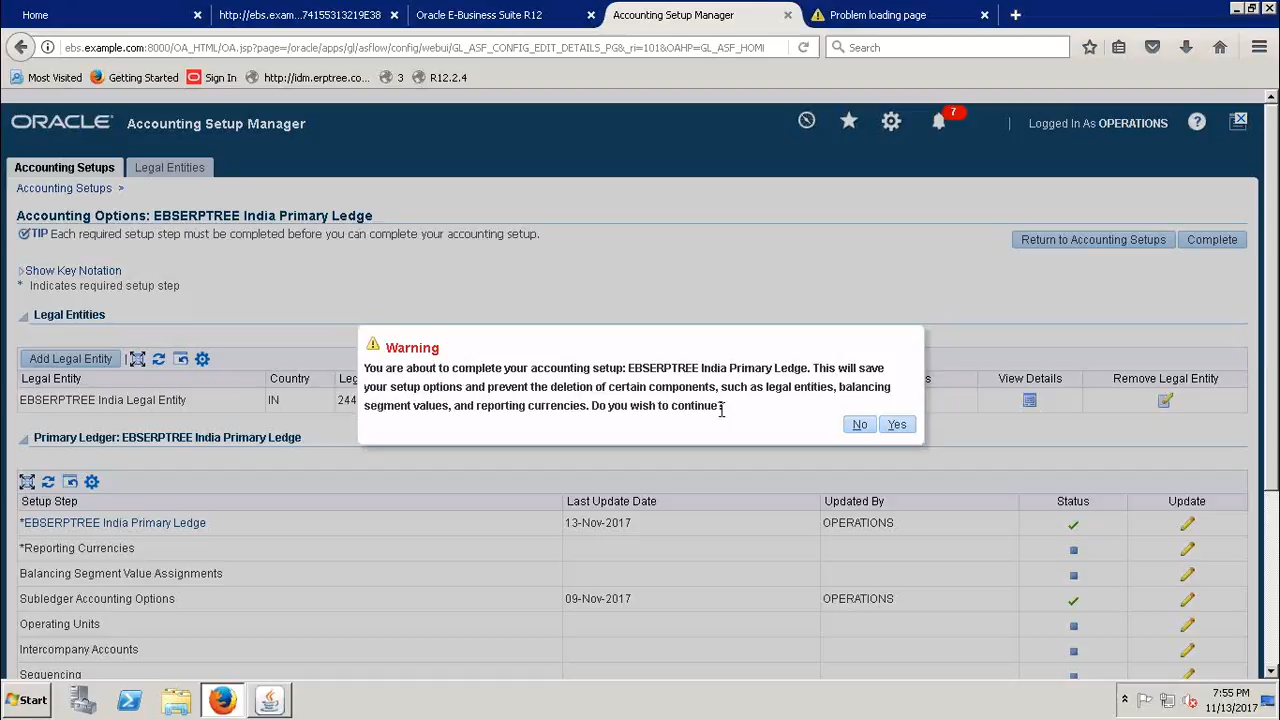 Home
http://ebs.exam...74155313219E38
Oracle E-Business Suite R12
Accounting Setup Manager
Problem loading page
ebs.example.com:8000/OA_HTML/OA.jsp?page=/oracle/apps/gl/asflow/config/webui/GL_ASF_CONFIG_EDIT_DETAILS_PG&_ri=101&OAHP=GL_ASF_HOMI
Search
Most Visited
Getting Started
Sign In
http://idm.erptree.co...
3
R12.2.4
ORACLE Accounting Setup Manager
7
Logged In As OPERATIONS
Accounting Setups
Legal Entities
Accounting Setups >
Accounting Options: EBSERPTREE India Primary Ledge
TIP Each required setup step must be completed before you can complete your accounting setup.
Return to Accounting Setups
Complete
Show Key Notation
* Indicates required setup step
Legal Entities
Add Legal Entity
Legal Entity
Country
Leg
View Details
Remove Legal Entity
EBSERPTREE India Legal Entity
IN
244
Warning
You are about to complete your accounting setup: EBSERPTREE India Primary Ledge. This will save
your setup options and prevent the deletion of certain components, such as legal entities, balancing
segment values, and reporting currencies. Do you wish to continue?
No
Yes
Primary Ledger: EBSERPTREE India Primary Ledge
Setup Step
Last Update Date
Updated By
Status
Update
*EBSERPTREE India Primary Ledge
13-Nov-2017
OPERATIONS
*Reporting Currencies
Balancing Segment Value Assignments
Subledger Accounting Options
09-Nov-2017
OPERATIONS
Operating Units
Intercompany Accounts
Sequencing
Start
7:55 PM
11/13/2017